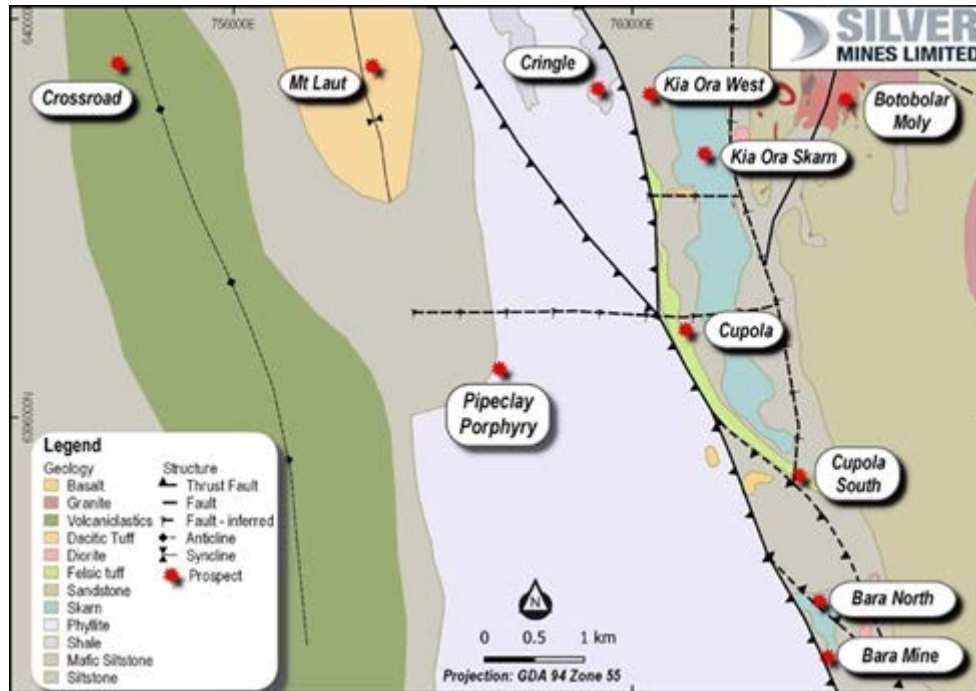 756000E
760000E
SILVER
MINES LIMITED
Crossroad
Mt Laut
Cringle
Kia Ora West
Botobolar
Moly
Kia Ora Skarn
Cupola
Pipeclay
Porphyry
6396000N
Cupola
South
Bara North
Bara Mine
Legend
Geology
Basalt
Granite
Volcaniclastics
Dacitic Tuff
Diorite
Felsic tuff
Sandstone
Skarn
Phyllite
Shale
Mafic Siltstone
Siltstone
Structure
Thrust Fault
Fault
Fault - inferred
Anticline
Syncline
Prospect
N
0 0.5 1 km
Projection: GDA 94 Zone 55